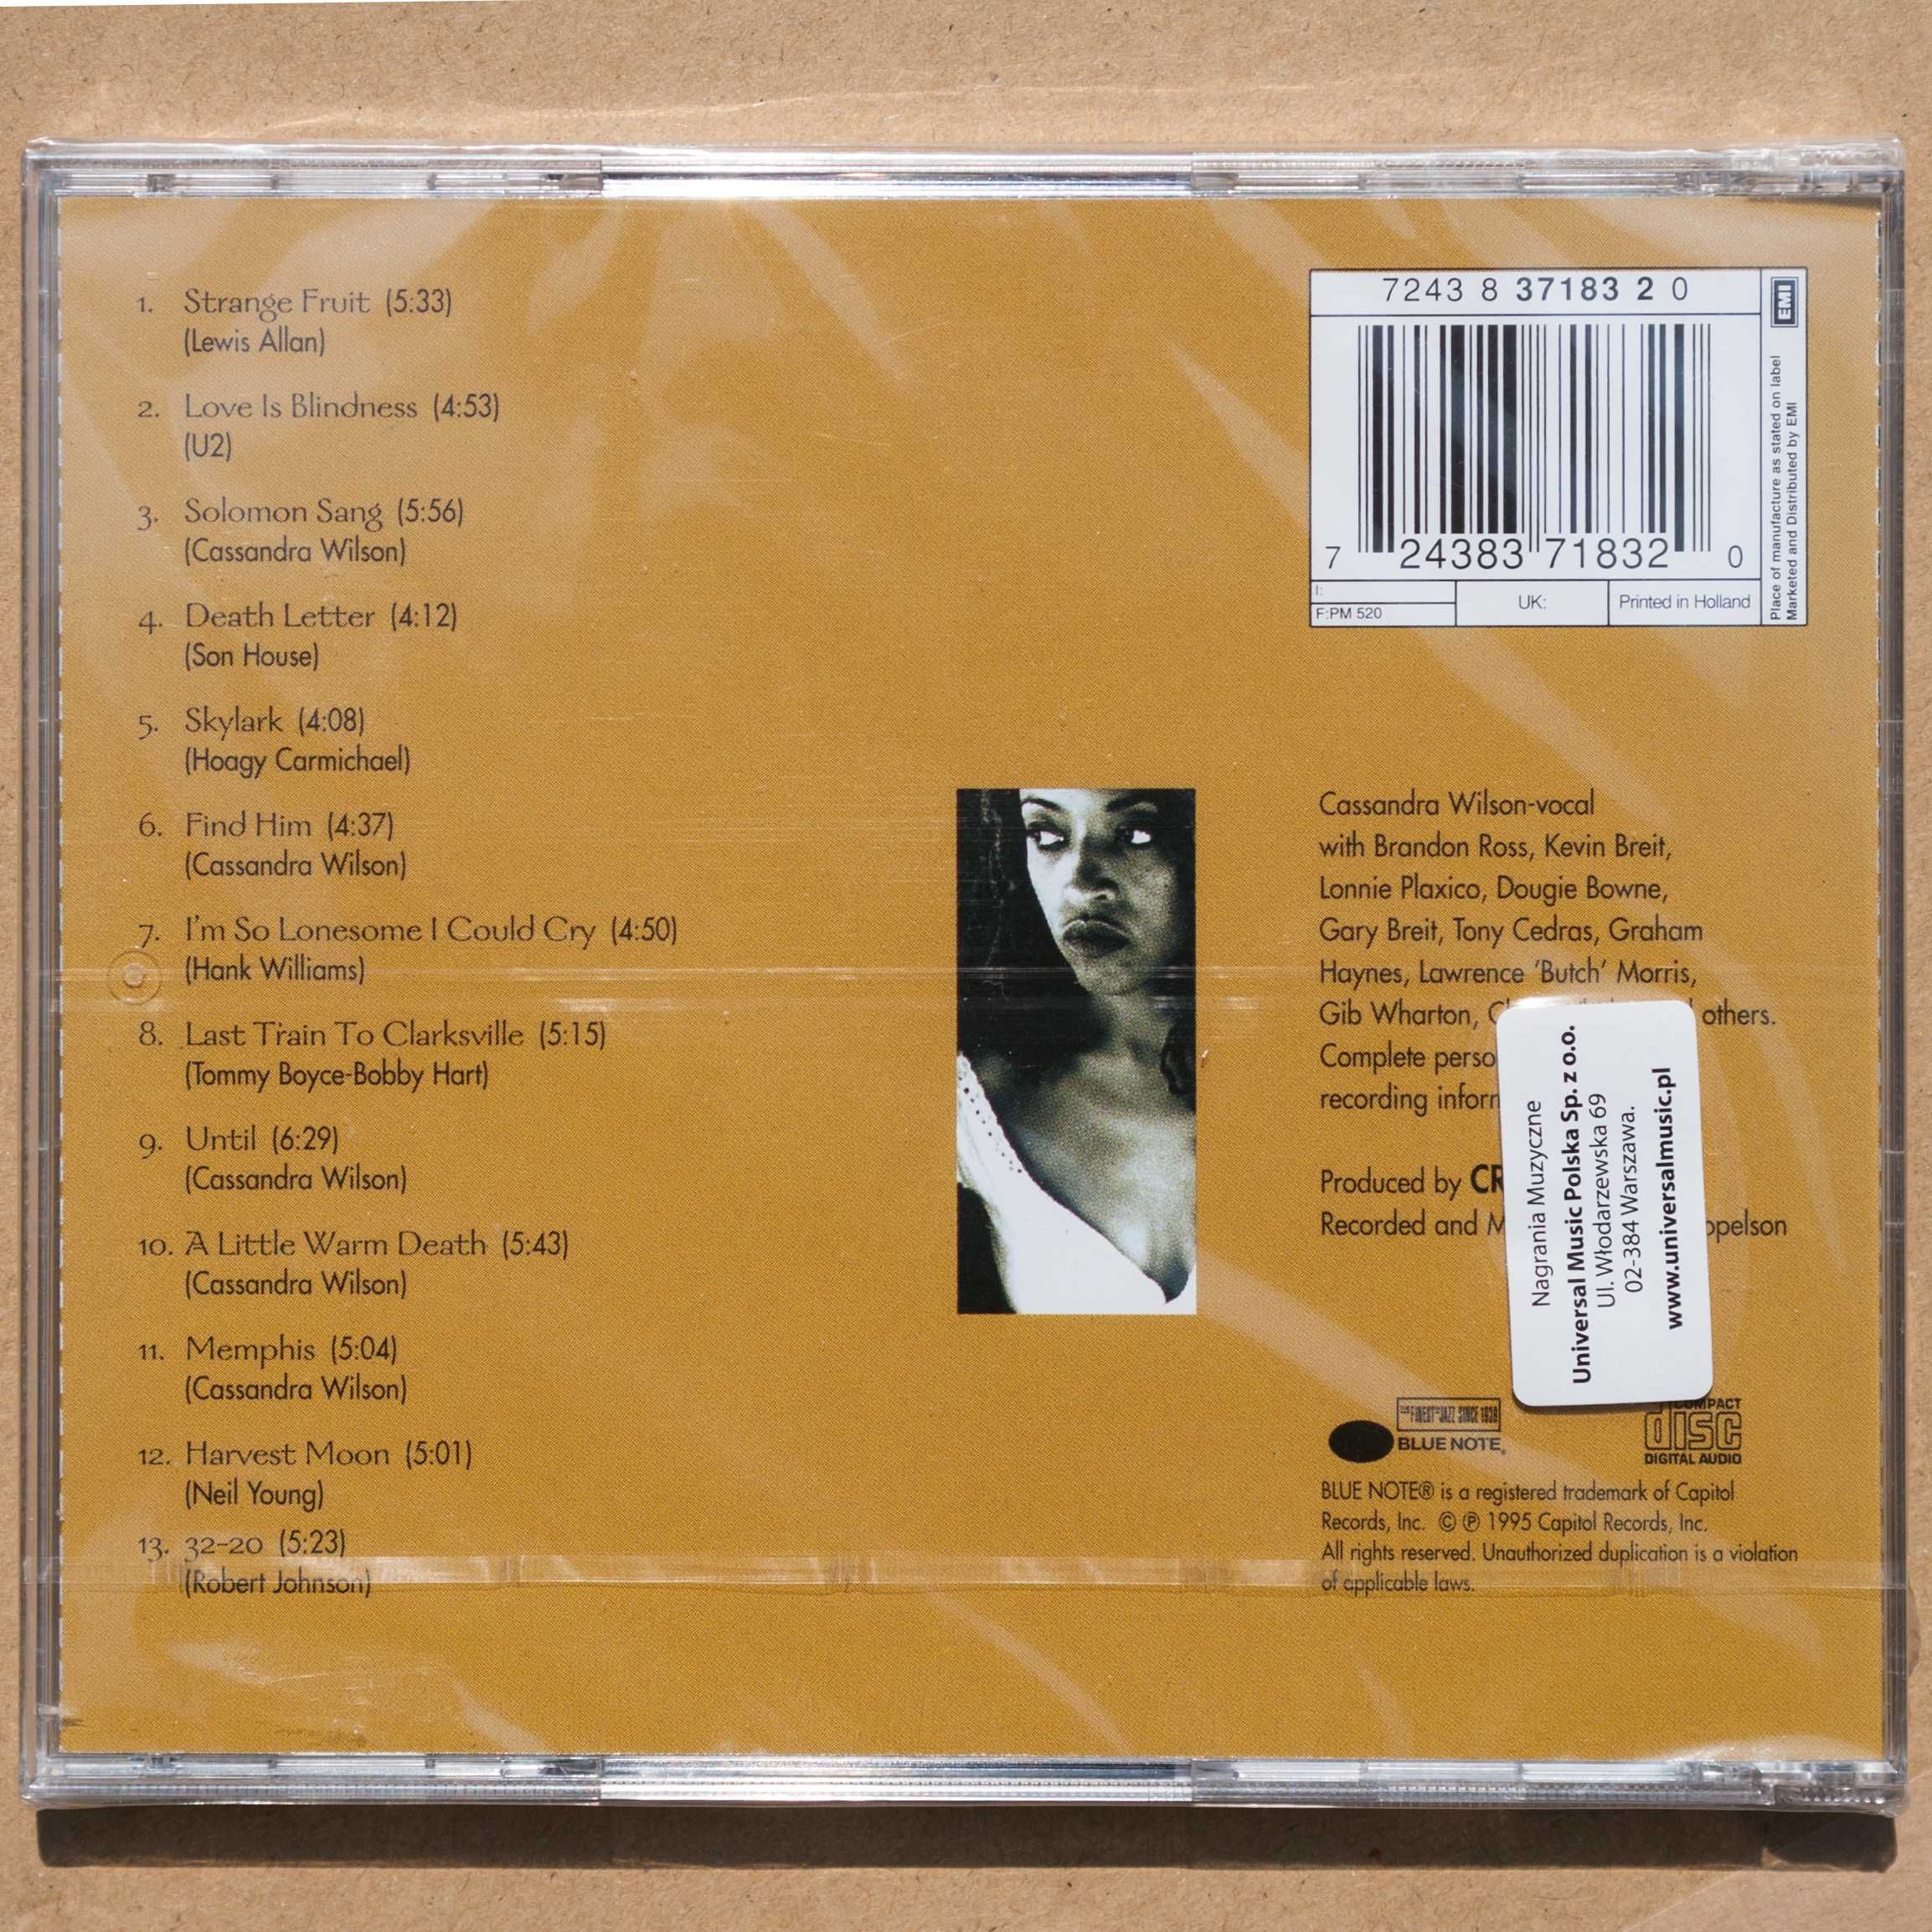 1. Strange Fruit (5:33)
(Lewis Allan)
2. Love Is Blindness (4:53)
(U2)
3. Solomon Sang (5:56)
(Cassandra Wilson)
4. Death Letter (4:12)
(Son House)
5. Skylark (4:08)
(Hoagy Carmichael)
6. Find Him (4:37)
(Cassandra Wilson)
7. I'm So Lonesome I Could Cry (4:50)
(Hank Williams)
8. Last Train To Clarksville (5:15)
(Tommy Boyce-Bobby Hart)
9. Until (6:29)
(Cassandra Wilson)
10. A Little Warm Death (5:43)
(Cassandra Wilson)
11. Memphis (5:04)
(Cassandra Wilson)
12. Harvest Moon (5:01)
(Neil Young)
13. 32-20 (5:23)
(Robert Johnson)
7243 8 37183 2 0
7 24383 71832 0
I:
F:PM 520
UK:
Printed in Holland
EMI
Place of manufacture as stated on label
Marketed and Distributed by EMI
Cassandra Wilson-vocal
with Brandon Ross, Kevin Breit,
Lonnie Plaxico, Dougie Bowne,
Gary Breit, Tony Cedras, Graham
Haynes, Lawrence 'Butch' Morris,
Gib Wharton, others.
Complete
recording
Produced by
Recorded and
Nagrania Muzyczne
Universal Music Polska Sp. z o.o.
Ul. Włodarzewska 69
02-384 Warszawa.
www.universalmusic.pl
FINEST JAZZ SINCE 1939
BLUE NOTE®
COMPACT
disc
DIGITAL AUDIO
BLUE NOTE® is a registered trademark of Capitol
Records, Inc. © ℗ 1995 Capitol Records, Inc.
All rights reserved. Unauthorized duplication is a violation
of applicable laws.